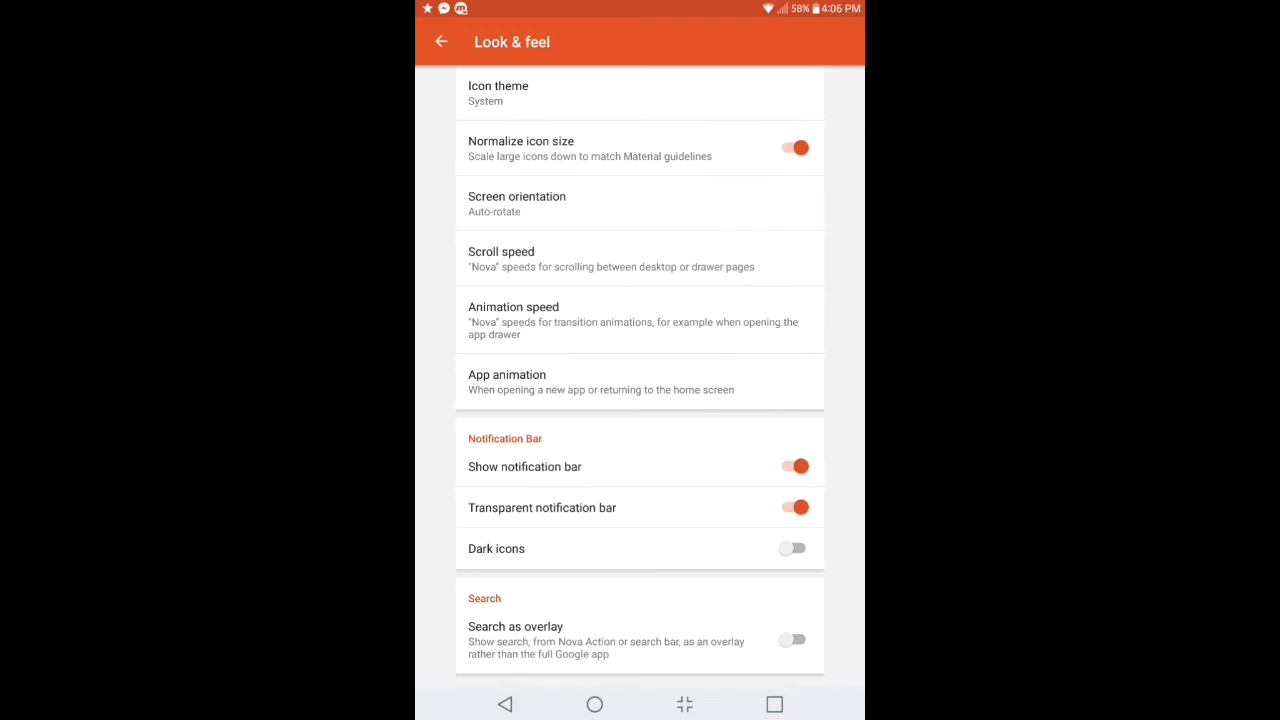 58% 4:06 PM
Look & feel
Icon theme
System
Normalize icon size
Scale large icons down to match Material guidelines
Screen orientation
Auto-rotate
Scroll speed
"Nova" speeds for scrolling between desktop or drawer pages
Animation speed
"Nova" speeds for transition animations, for example when opening the
app drawer
App animation
When opening a new app or returning to the home screen
Notification Bar
Show notification bar
Transparent notification bar
Dark icons
Search
Search as overlay
Show search, from Nova Action or search bar, as an overlay
rather than the full Google app